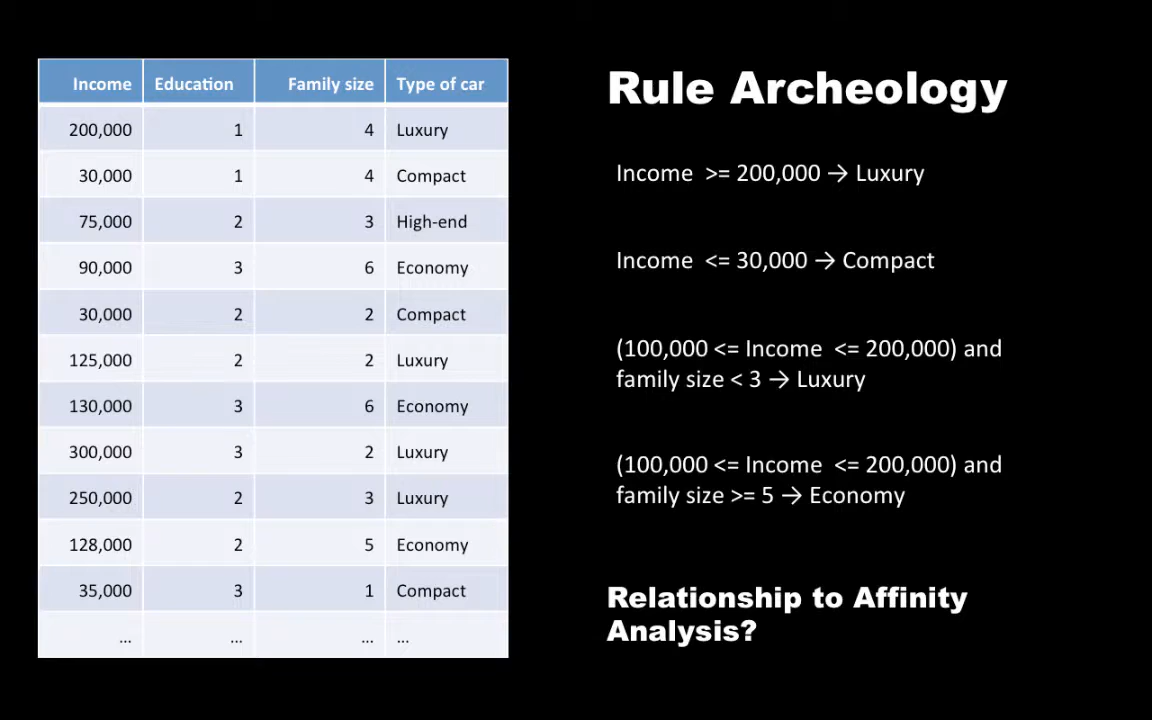 Income Education Family size Type of car
200,000 1 4 Luxury
30,000 1 4 Compact
75,000 2 3 High-end
90,000 3 6 Economy
30,000 2 2 Compact
125,000 2 2 Luxury
130,000 3 6 Economy
300,000 3 2 Luxury
250,000 2 3 Luxury
128,000 2 5 Economy
35,000 3 1 Compact
... ... ... ...
Rule Archeology
Income >= 200,000 → Luxury
Income <= 30,000 → Compact
(100,000 <= Income <= 200,000) and
family size < 3 → Luxury
(100,000 <= Income <= 200,000) and
family size >= 5 → Economy
Relationship to Affinity
Analysis?